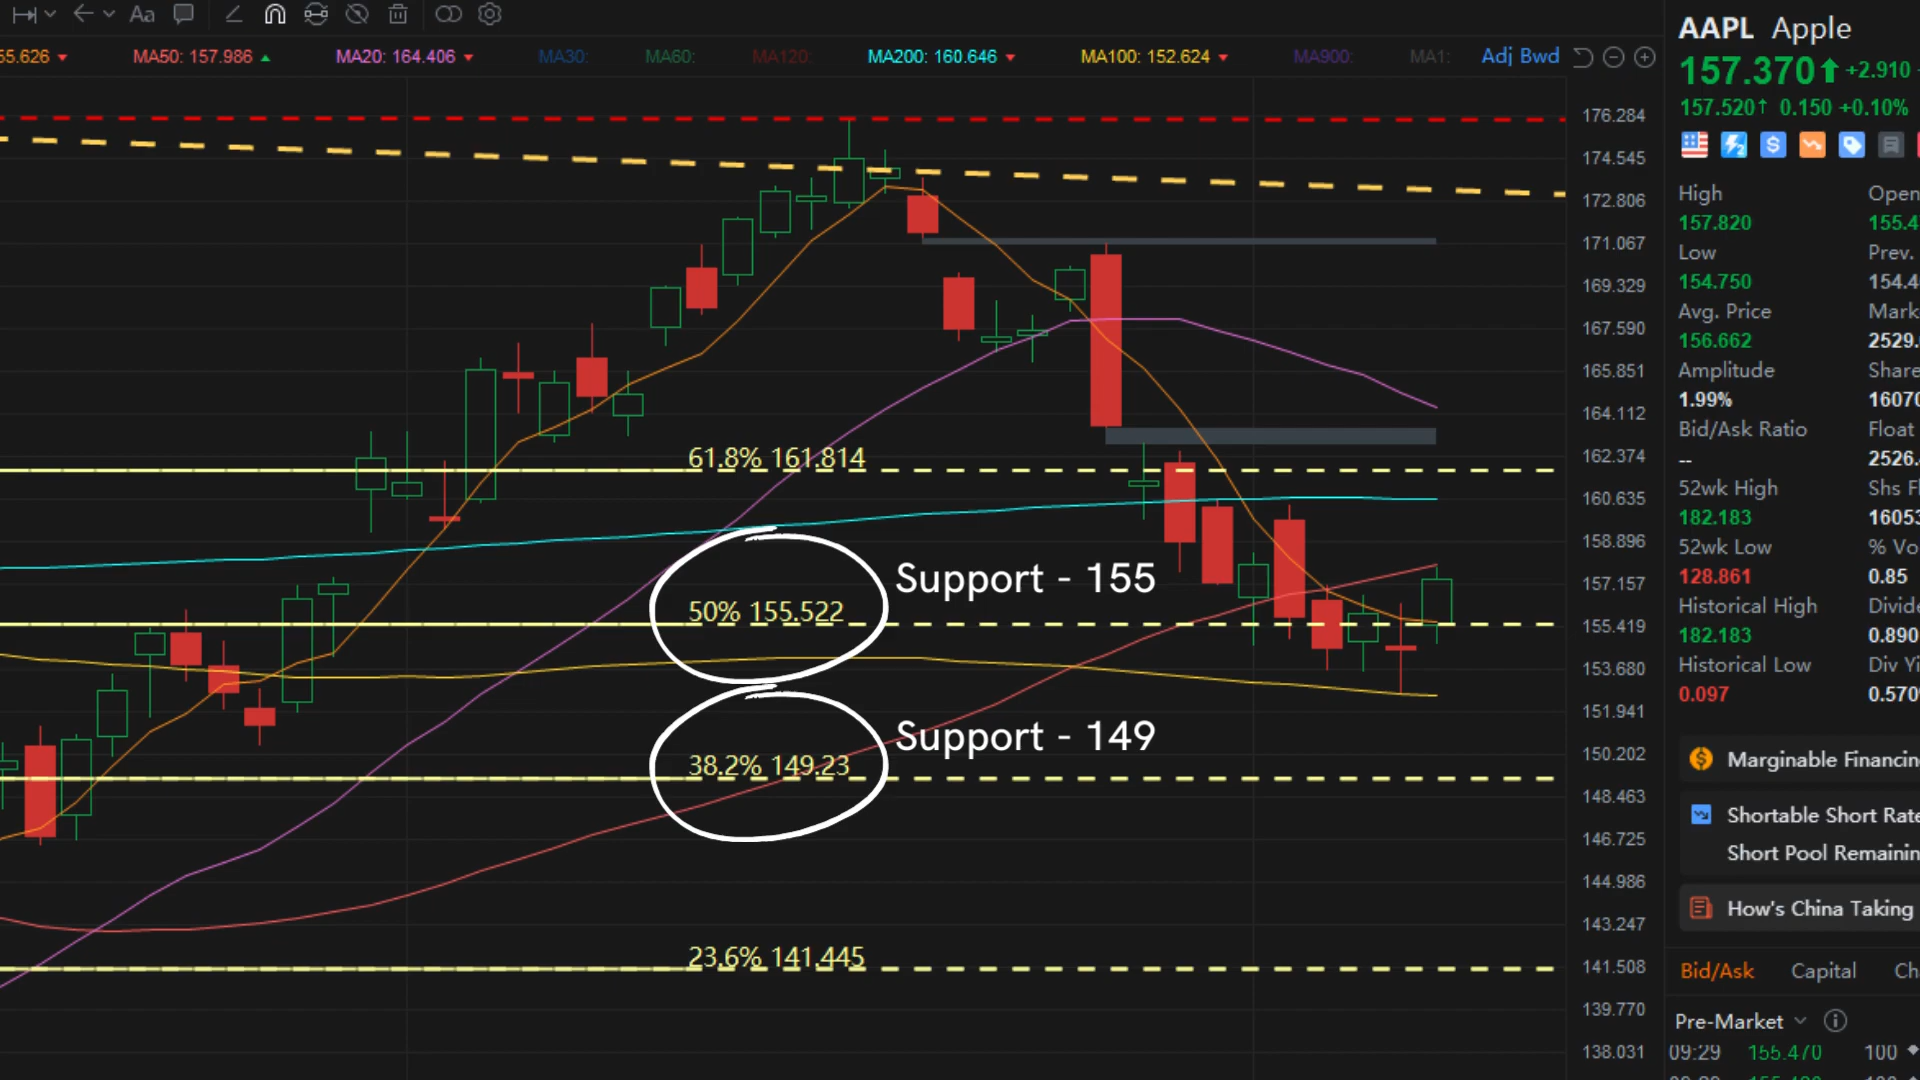 Aa
55.626 MA50: 157.986 MA20: 164.406 MA30: MA60: MA120: MA200: 160.646 MA100: 152.624 MA900: MA1: Adj Bwd
176.284
174.545
172.806
171.067
169.329
167.590
165.851
164.112
162.374
160.635
158.896
157.157
155.419
153.680
151.941
150.202
148.463
146.725
144.986
143.247
141.508
139.770
138.031
61.8% 161.814
50% 155.522
Support - 155
38.2% 149.23
Support - 149
23.6% 141.445
AAPL Apple
157.370 +2.910
157.520↑ 0.150 +0.10%
High Open
157.820 155.4
Low Prev.
154.750 154.4
Avg. Price Mark
156.662 2529.
Amplitude Share
1.99% 16070
Bid/Ask Ratio Float
-- 2526.
52wk High Shs Fl
182.183 16053
52wk Low % Vo
128.861 0.85
Historical High Divide
182.183 0.890
Historical Low Div Yi
0.097 0.570
Marginable Financin
Shortable Short Rate
Short Pool Remainin
How's China Taking
Bid/Ask Capital Ch
Pre-Market
09:29 155.470 100